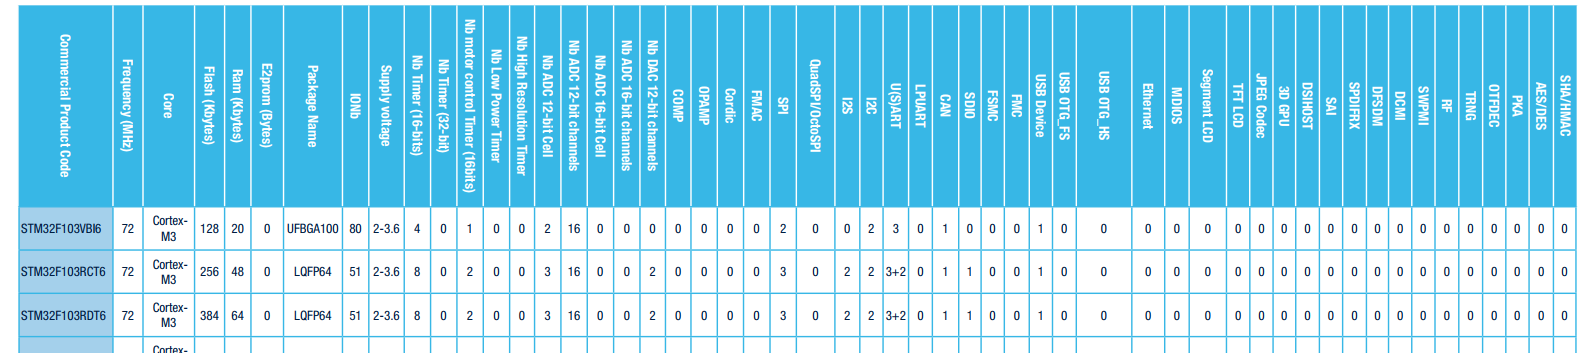 Commercial Product Code
Frequency (MHz)
Core
Flash (Kbytes)
Ram (Kbytes)
E2prom (Bytes)
Package Name
IONb
Supply voltage
Nb Timer (16-bits)
Nb Timer (32-bit)
Nb motor control Timer (16bits)
Nb Low Power Timer
Nb High Resolution Timer
Nb ADC 12-bit Cell
Nb ADC 12-bit channels
Nb ADC 16-bit Cell
Nb ADC 16-bit channels
Nb DAC 12-bit channels
COMP
OPAMP
Cordic
FMAC
SPI
QuadSPI/OctoSPI
I2S
I2C
U(S)ART
LPUART
CAN
SDIO
FSMC
FMC
USB Device
USB OTG_FS
USB OTG_HS
Ethernet
MDIOS
Segment LCD
TFT LCD
JPEG Codec
3D GPU
DSIHOST
SAI
SPDIFRX
DFSDM
DCMI
SWPMI
RF
TRNG
OTFDEC
PKA
AES/DES
SHA/HMAC
STM32F103VBI6 72 Cortex-M3 128 20 0 UFBGA100 80 2-3.6 4 0 1 0 0 2 16 0 0 0 0 0 0 0 2 0 0 2 3 0 1 0 0 0 1 0 0 0 0 0 0 0 0 0 0 0 0 0 0 0 0 0 0 0 0
STM32F103RCT6 72 Cortex-M3 256 48 0 LQFP64 51 2-3.6 8 0 2 0 0 3 16 0 0 2 0 0 0 0 3 0 2 2 3+2 0 1 1 0 0 1 0 0 0 0 0 0 0 0 0 0 0 0 0 0 0 0 0 0 0 0
STM32F103RDT6 72 Cortex-M3 384 64 0 LQFP64 51 2-3.6 8 0 2 0 0 3 16 0 0 2 0 0 0 0 3 0 2 2 3+2 0 1 1 0 0 1 0 0 0 0 0 0 0 0 0 0 0 0 0 0 0 0 0 0 0 0
Cortex-